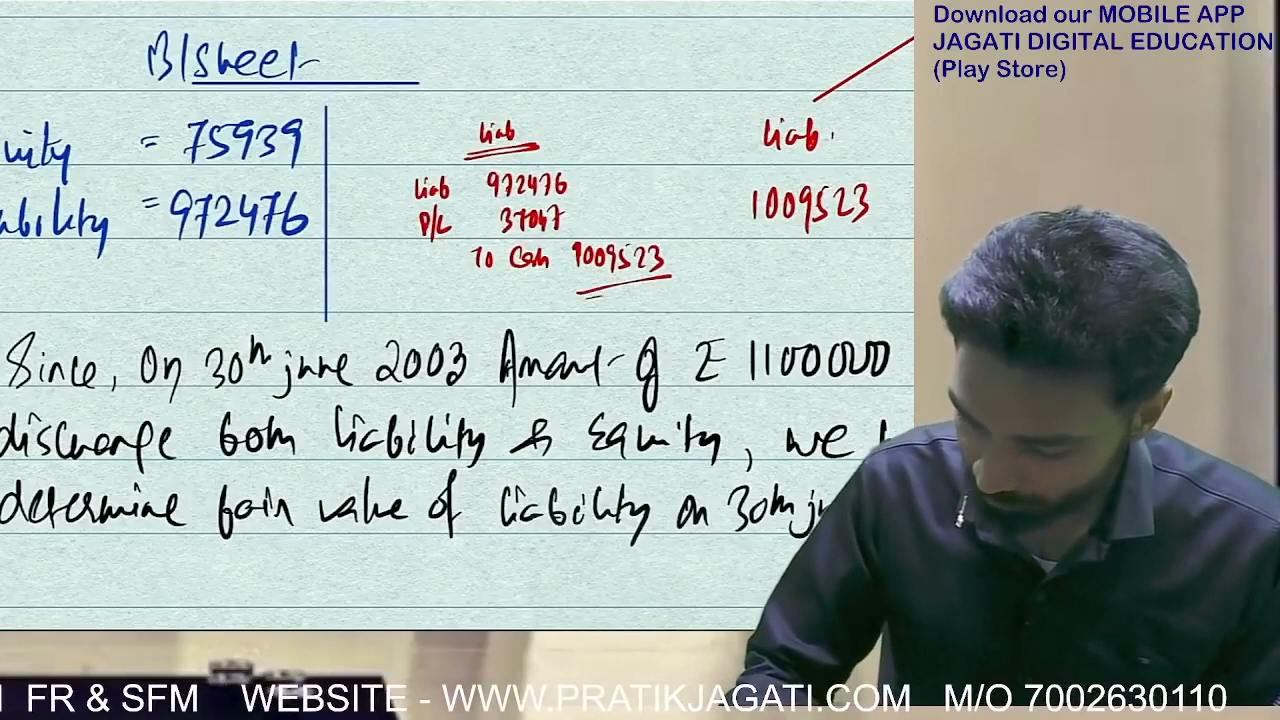 Download our MOBILE APP
JAGATI DIGITAL EDUCATION
(Play Store)
B/Sheet
uity = 75939
ability = 972476
Liab
Liab 972476
P/L 37047
To Cash 1009523
Liab.
1009523
Since, On 30th june 2003 Amount of ₹ 1100000
discharge both liability & Equity, we
determine fair value of liability on 30th ju
FR & SFM WEBSITE - WWW.PRATIKJAGATI.COM M/O 7002630110